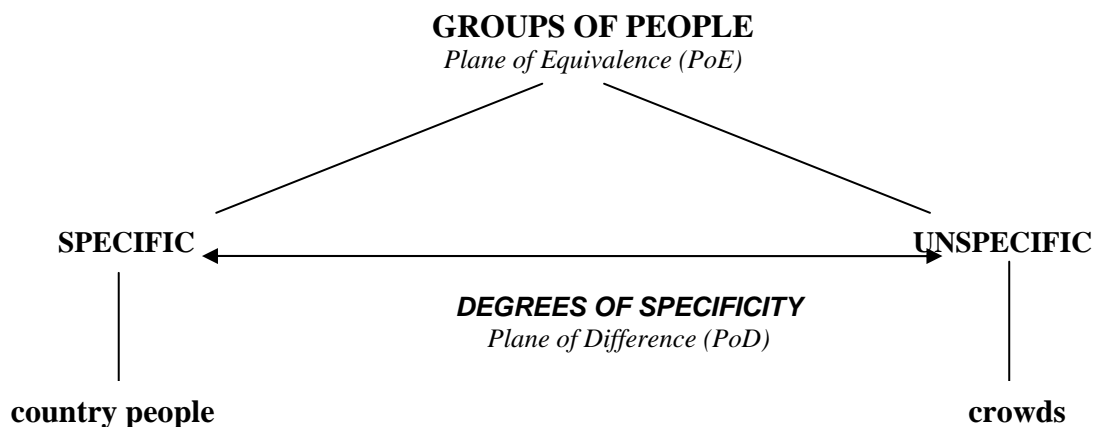 GROUPS OF PEOPLE
Plane of Equivalence (PoE)
SPECIFIC
UNSPECIFIC
DEGREES OF SPECIFICITY
Plane of Difference (PoD)
country people
crowds